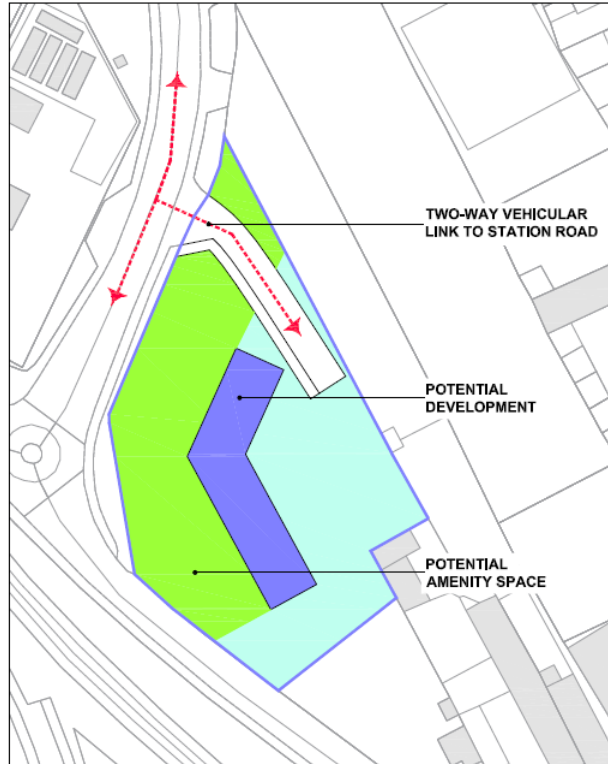 TWO-WAY VEHICULAR
LINK TO STATION ROAD
POTENTIAL
DEVELOPMENT
POTENTIAL
AMENITY SPACE